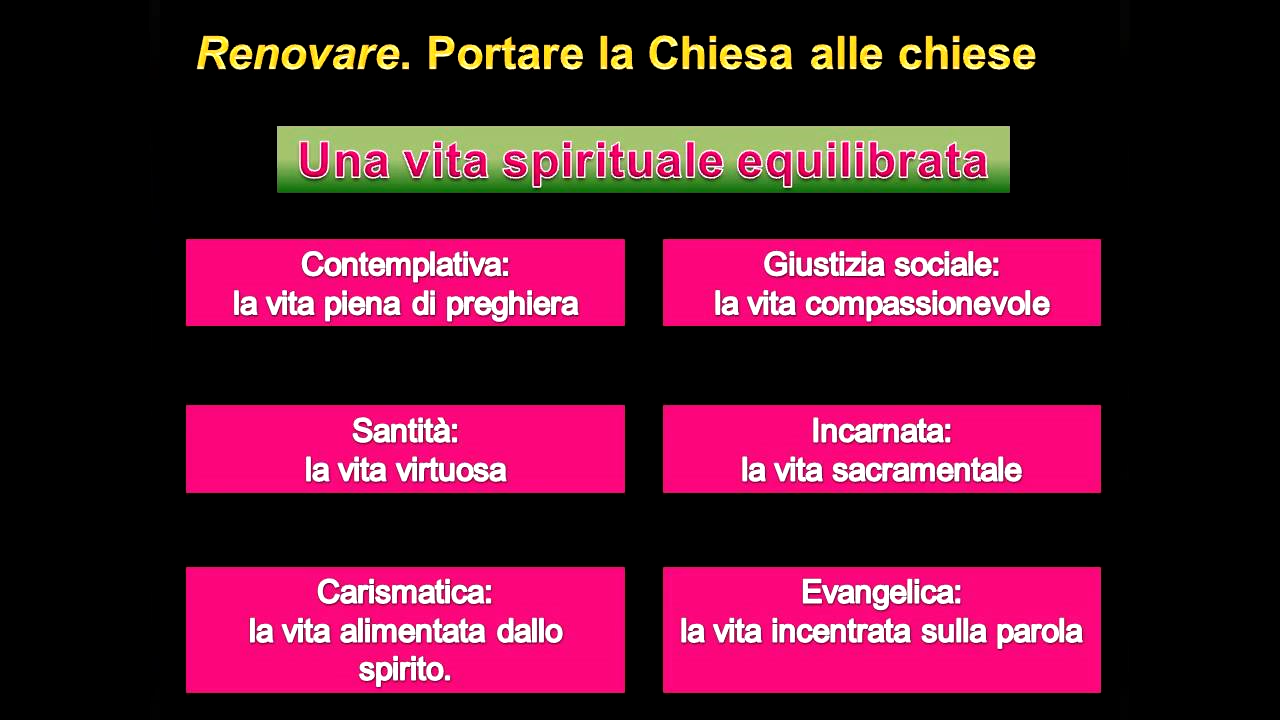 Renovare. Portare la Chiesa alle chiese
Una vita spirituale equilibrata
Contemplativa:
la vita piena di preghiera
Giustizia sociale:
la vita compassionevole
Santità:
la vita virtuosa
Incarnata:
la vita sacramentale
Carismatica:
la vita alimentata dallo
spirito.
Evangelica:
la vita incentrata sulla parola